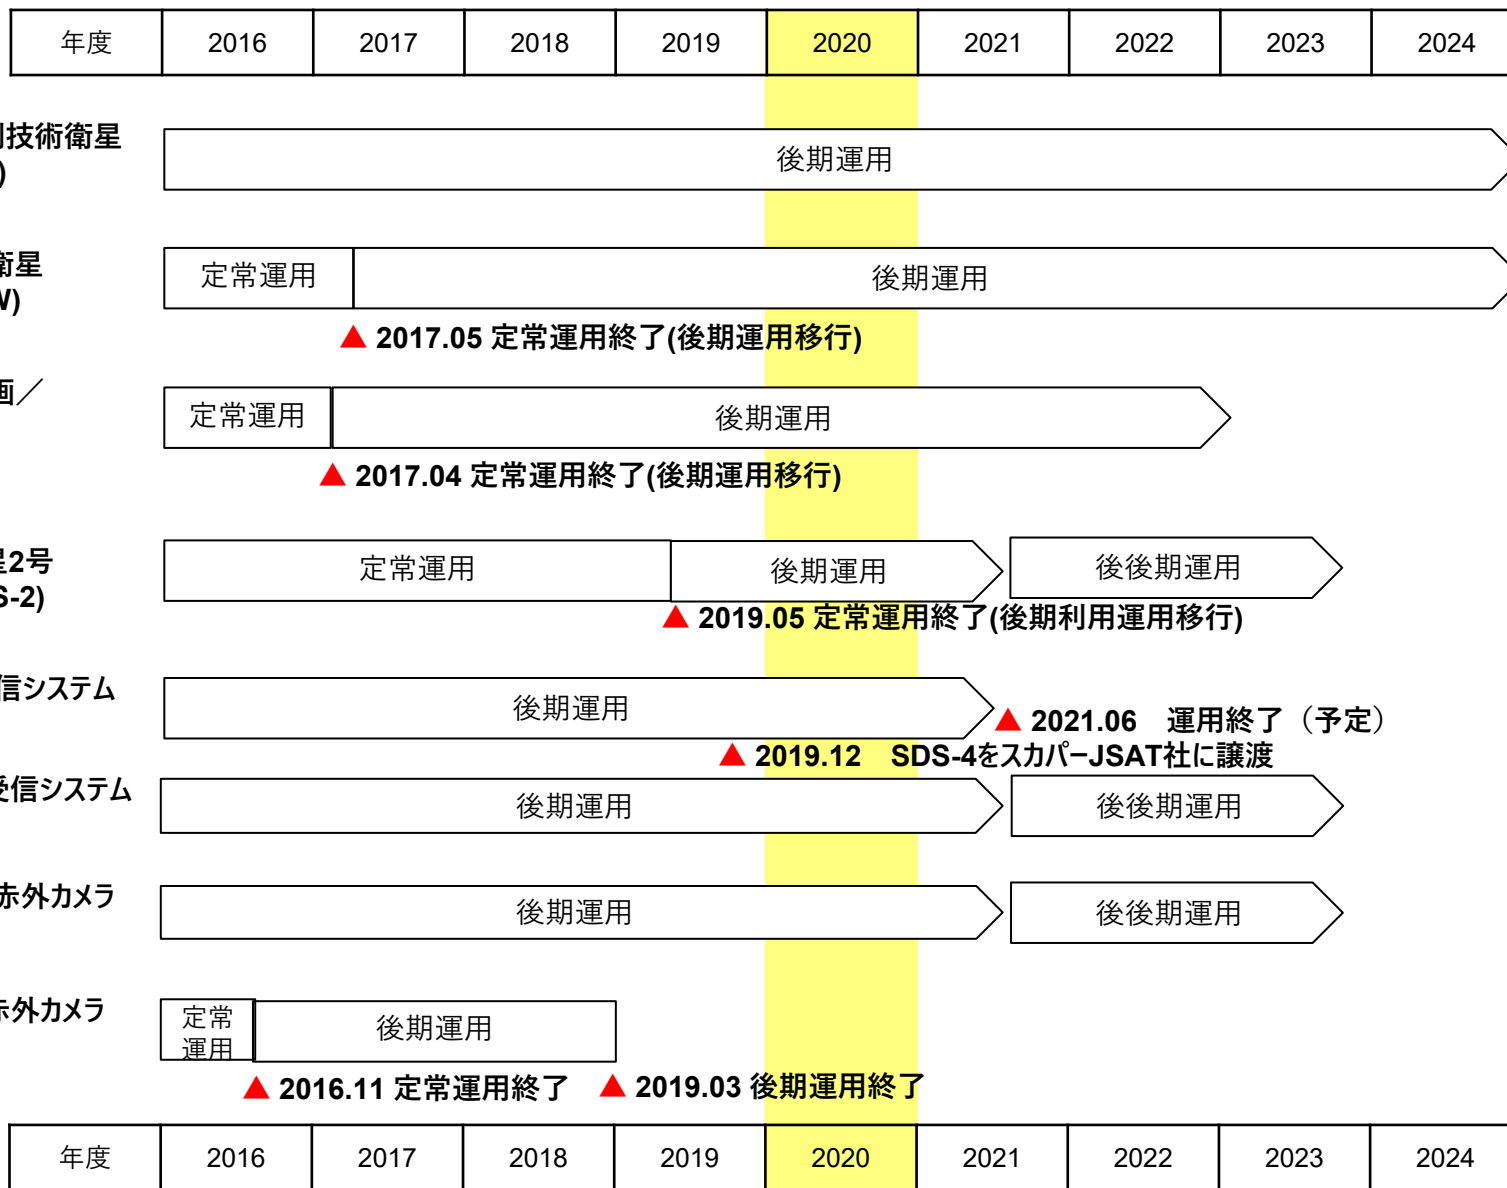 年度 2016 2017 2018 2019 2020 2021 2022 2023 2024
技術衛星
)
後期運用
衛星
W)
定常運用 後期運用
▲ 2017.05 定常運用終了(後期運用移行)
画／
定常運用 後期運用
▲ 2017.04 定常運用終了(後期運用移行)
星2号
S-2)
定常運用 後期運用 後後期運用
▲ 2019.05 定常運用終了(後期利用運用移行)
信システム
後期運用
▲ 2021.06　運用終了（予定）
▲ 2019.12　SDS-4をスカパーJSAT社に譲渡
受信システム
後期運用 後後期運用
赤外カメラ
後期運用 後後期運用
赤外カメラ
定常
運用
後期運用
▲ 2016.11 定常運用終了 ▲ 2019.03 後期運用終了
年度 2016 2017 2018 2019 2020 2021 2022 2023 2024